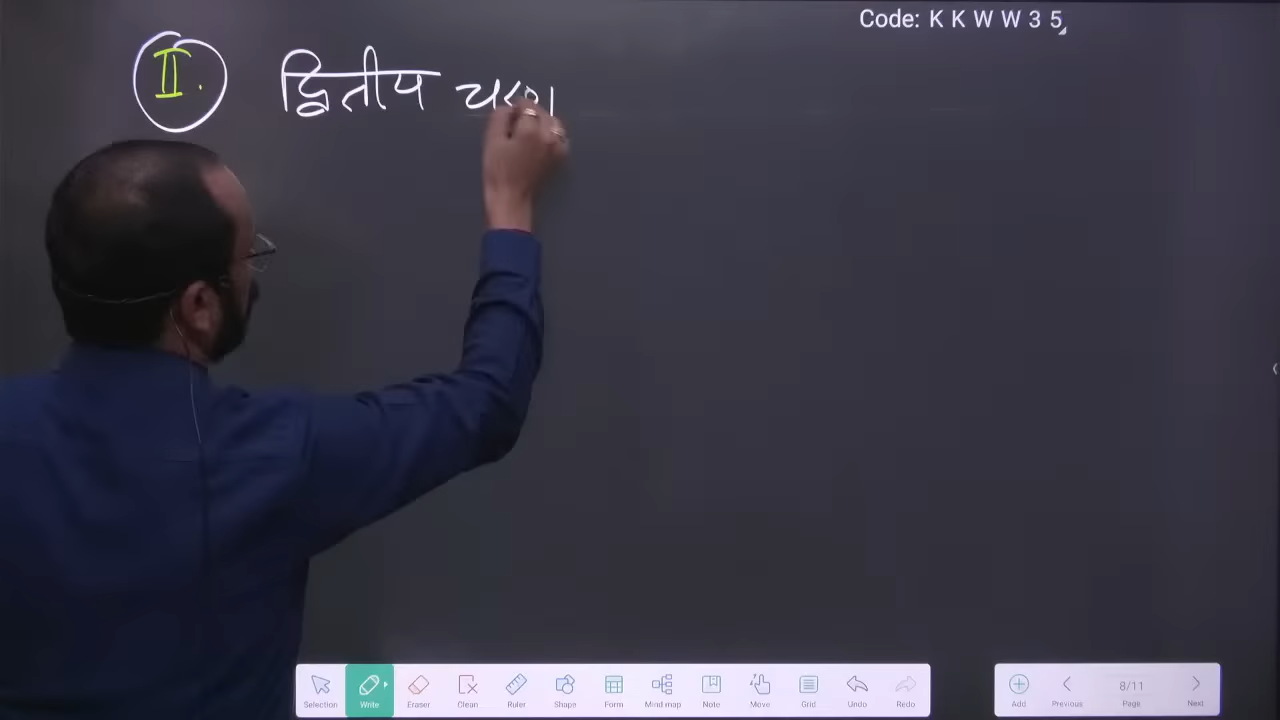 Code: K K W W 3 5
II. द्वितीय चरण
Selection Write Eraser Clean Ruler Shape Form Mind map Note Move Grid Undo Redo
Add Previous 8/11 Page Next